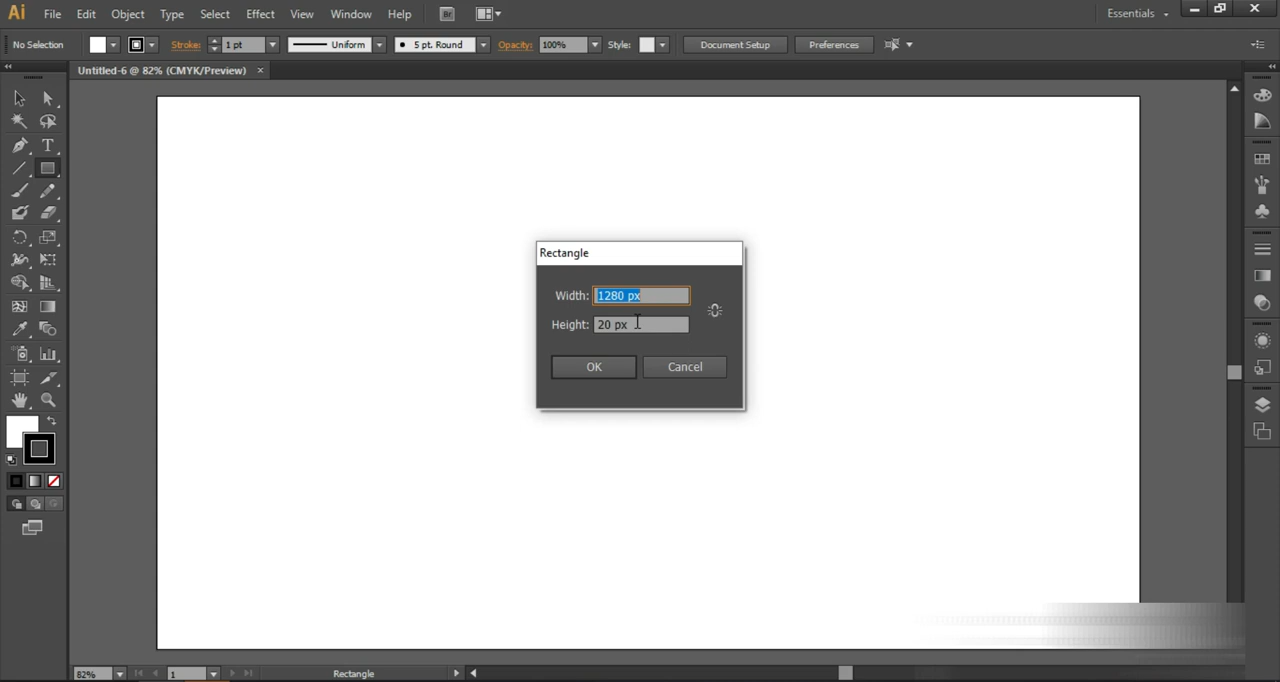 Ai File Edit Object Type Select Effect View Window Help Br Essentials
No Selection Stroke: 1 pt Uniform 5 pt. Round Opacity: 100% Style: Document Setup Preferences
Untitled-6 @ 82% (CMYK/Preview) ×
T
Rectangle
Width: 1280 px
Height: 20 px
OK Cancel
82% 1 Rectangle